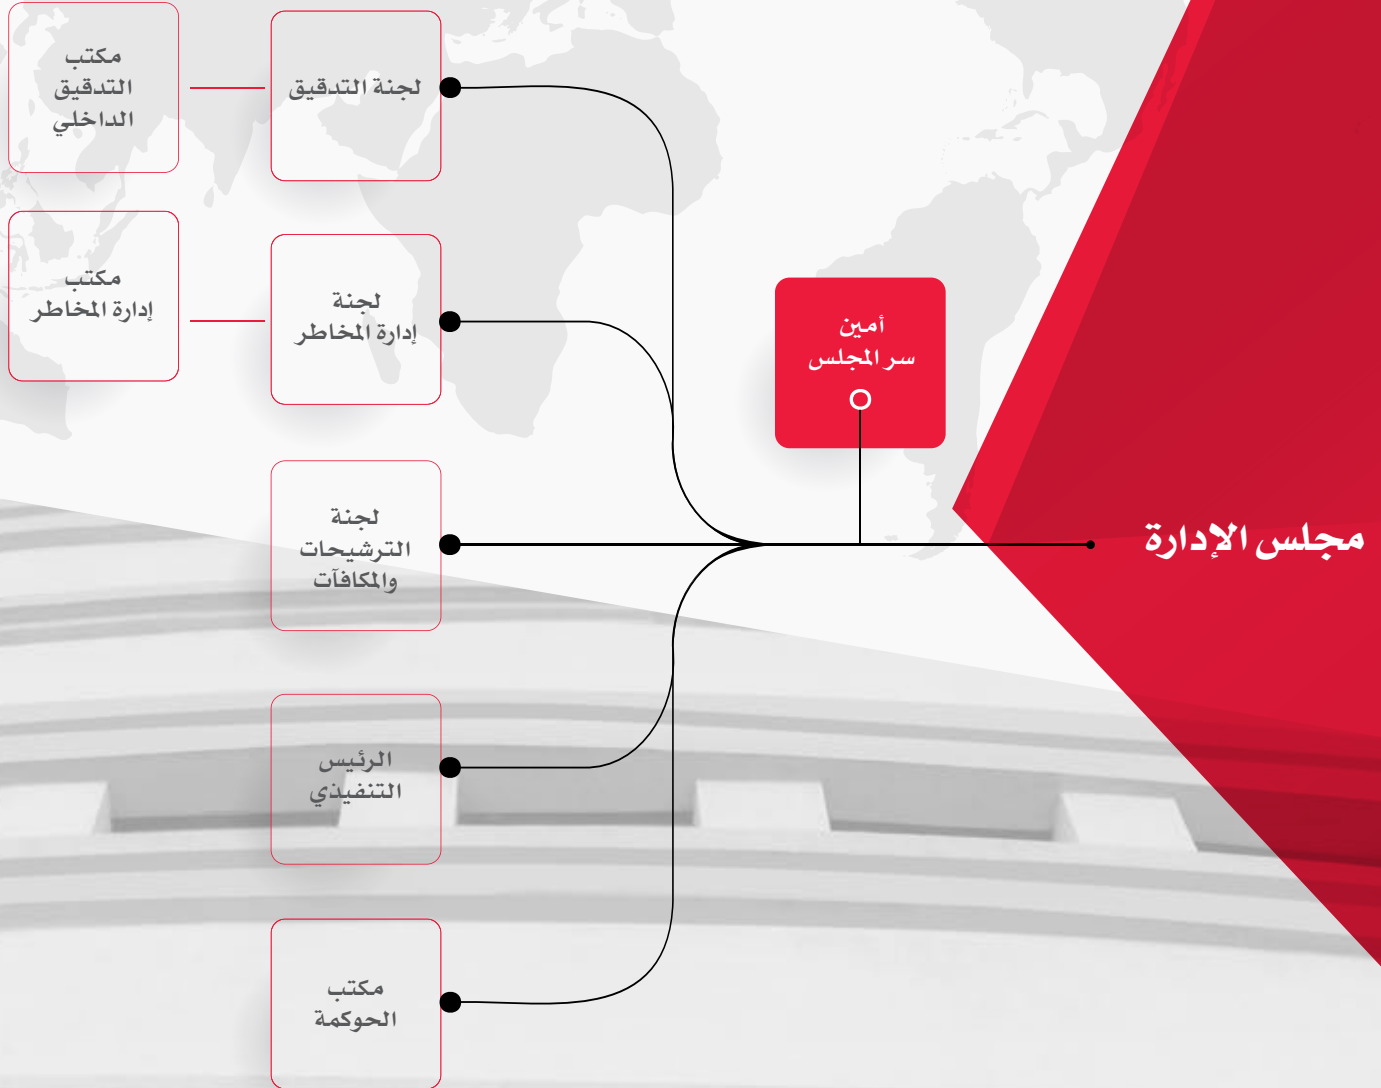 مجلس الإدارة
أمين
سر المجلس
لجنة التدقيق
مكتب
التدقيق
الداخلي
لجنة
إدارة المخاطر
مكتب
إدارة المخاطر
لجنة
الترشيحات
والمكافآت
الرئيس
التنفيذي
مكتب
الحوكمة